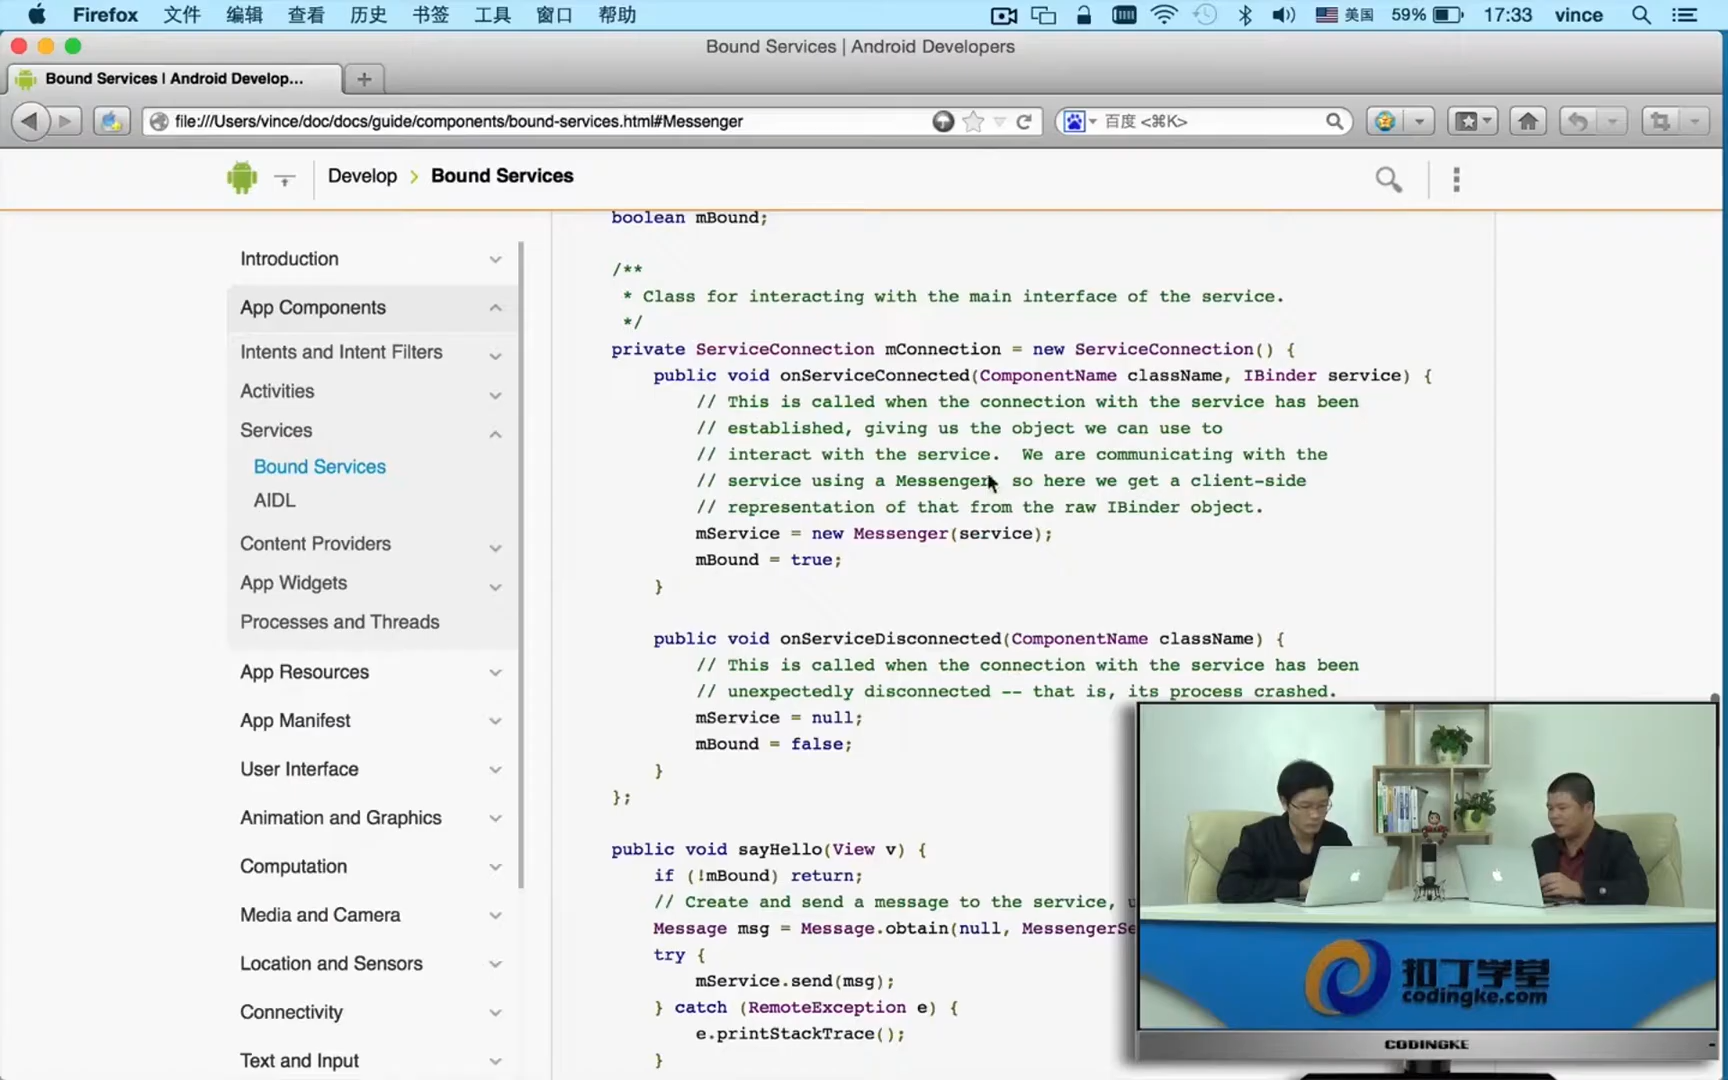 Firefox 文件 编辑 查看 历史 书签 工具 窗口 帮助 美国 59% 17:33 vince
Bound Services | Android Developers
Bound Services | Android Develop...
file:///Users/vince/doc/docs/guide/components/bound-services.html#Messenger
百度 <⌘K>
Develop > Bound Services
Introduction
App Components
Intents and Intent Filters
Activities
Services
Bound Services
AIDL
Content Providers
App Widgets
Processes and Threads
App Resources
App Manifest
User Interface
Animation and Graphics
Computation
Media and Camera
Location and Sensors
Connectivity
Text and Input
boolean mBound;
/**
* Class for interacting with the main interface of the service.
*/
private ServiceConnection mConnection = new ServiceConnection() {
public void onServiceConnected(ComponentName className, IBinder service) {
// This is called when the connection with the service has been
// established, giving us the object we can use to
// interact with the service.  We are communicating with the
// service using a Messenger, so here we get a client-side
// representation of that from the raw IBinder object.
mService = new Messenger(service);
mBound = true;
}
public void onServiceDisconnected(ComponentName className) {
// This is called when the connection with the service has been
// unexpectedly disconnected -- that is, its process crashed.
mService = null;
mBound = false;
}
};
public void sayHello(View v) {
if (!mBound) return;
// Create and send a message to the service,
Message msg = Message.obtain(null, MessengerSe
try {
mService.send(msg);
} catch (RemoteException e) {
e.printStackTrace();
}
扣丁学堂
codingke.com
CODINGKE